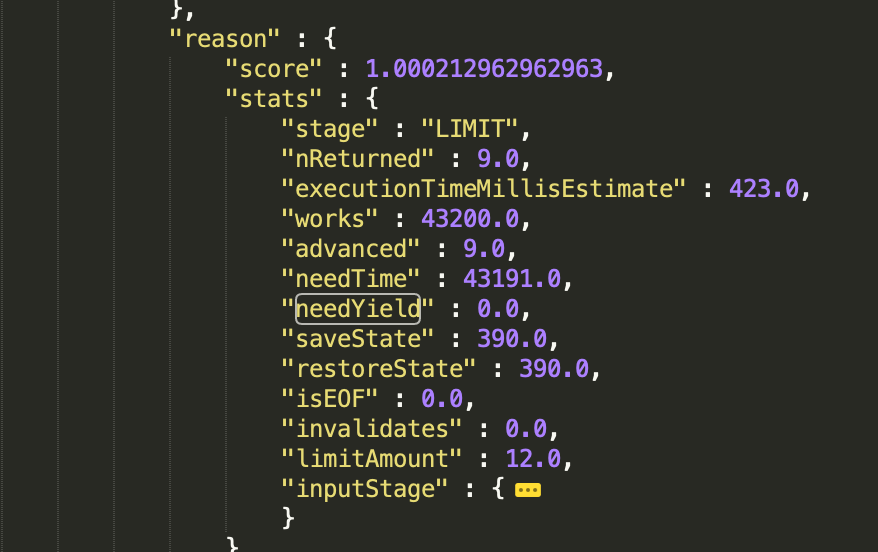 },
"reason" : {
"score" : 1.000212962962963,
"stats" : {
"stage" : "LIMIT",
"nReturned" : 9.0,
"executionTimeMillisEstimate" : 423.0,
"works" : 43200.0,
"advanced" : 9.0,
"needTime" : 43191.0,
"needYield" : 0.0,
"saveState" : 390.0,
"restoreState" : 390.0,
"isEOF" : 0.0,
"invalidates" : 0.0,
"limitAmount" : 12.0,
"inputStage" : { ...
}
}